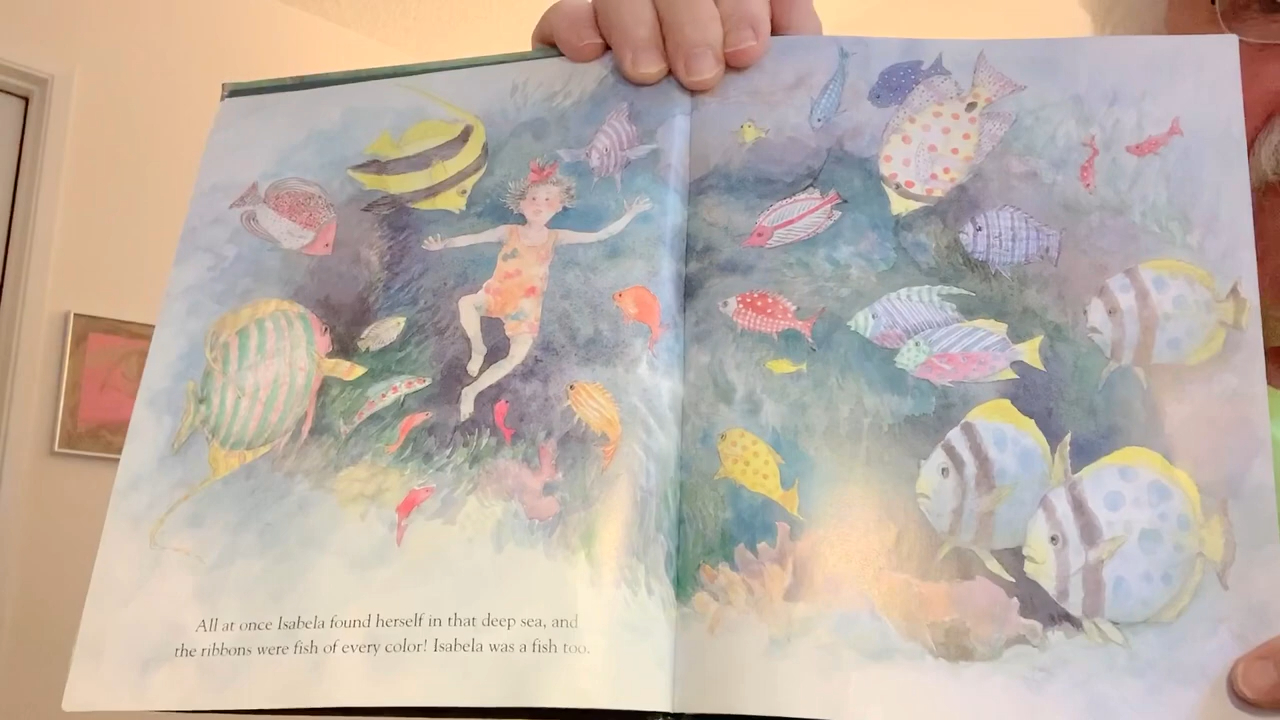 All at once Isabela found herself in that deep sea, and
the ribbons were fish of every color! Isabela was a fish too.